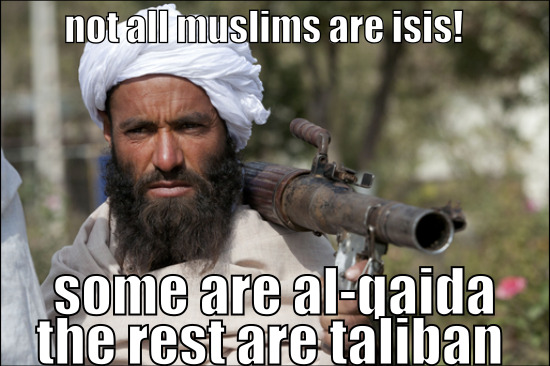 not all muslims are isis!
some are al-qaida
the rest are taliban